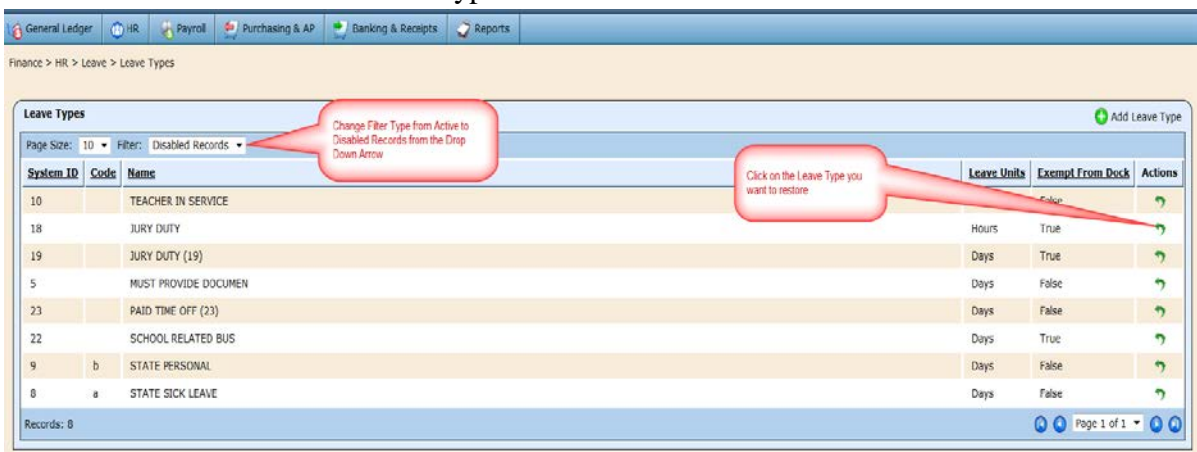 General Ledger HR Payroll Purchasing & AP Banking & Receipts Reports
Finance > HR > Leave > Leave Types
Leave Types Add Leave Type
Change Filter Type from Active to
Disabled Records from the Drop
Down Arrow
Page Size: 10 Filter: Disabled Records
Click on the Leave Type you
want to restore
System ID Code Name Leave Units Exempt From Dock Actions
10 TEACHER IN SERVICE False
18 JURY DUTY Hours True
19 JURY DUTY (19) Days True
5 MUST PROVIDE DOCUMEN Days False
23 PAID TIME OFF (23) Days False
22 SCHOOL RELATED BUS Days True
9 b STATE PERSONAL Days False
8 a STATE SICK LEAVE Days False
Records: 8 Page 1 of 1